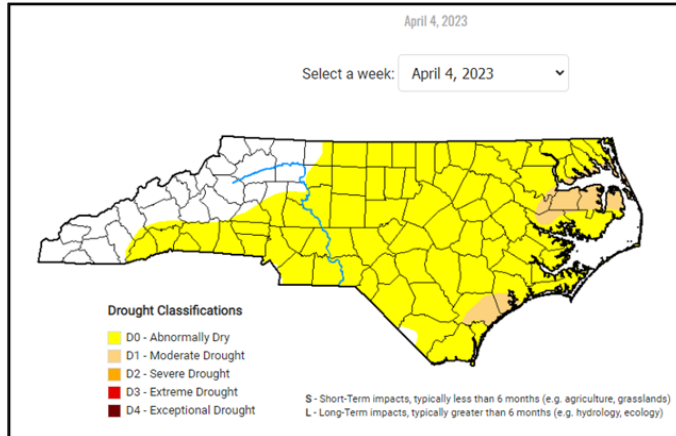 April 4, 2023
Select a week: April 4, 2023
Drought Classifications
D0 - Abnormally Dry
D1 - Moderate Drought
D2 - Severe Drought
D3 - Extreme Drought
D4 - Exceptional Drought
S - Short-Term impacts, typically less than 6 months (e.g. agriculture, grasslands)
L - Long-Term impacts, typically greater than 6 months (e.g. hydrology, ecology)